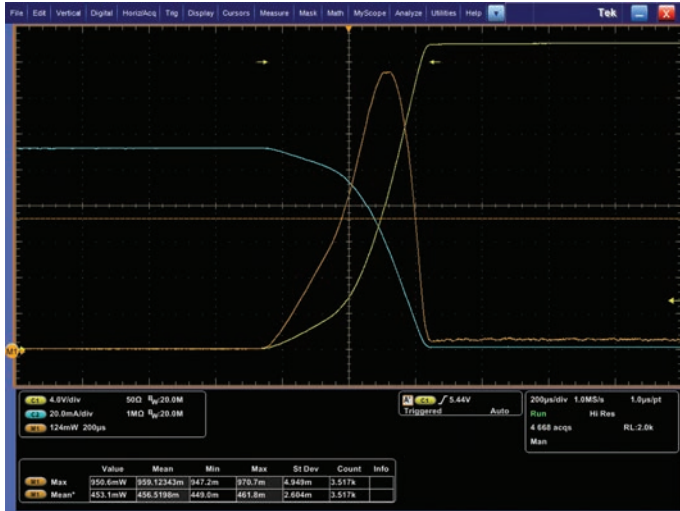 File Edit Vertical Digital Horiz/Acq Trig Display Cursors Measure Mask Math MyScope Analyze Utilities Help Tek X
M1
C1 4.0V/div 50Ω BW:20.0M
C2 20.0mA/div 1MΩ BW:20.0M
M1 124mW 200µs
A' C1 5.44V
Triggered Auto
200µs/div 1.0MS/s 1.0µs/pt
Run Hi Res
4 668 acqs RL:2.0k
Man
Value Mean Min Max St Dev Count Info
M1 Max 950.6mW 959.12343m 947.2m 970.7m 4.949m 3.517k
M1 Mean* 453.1mW 456.5198m 449.0m 461.8m 2.604m 3.517k